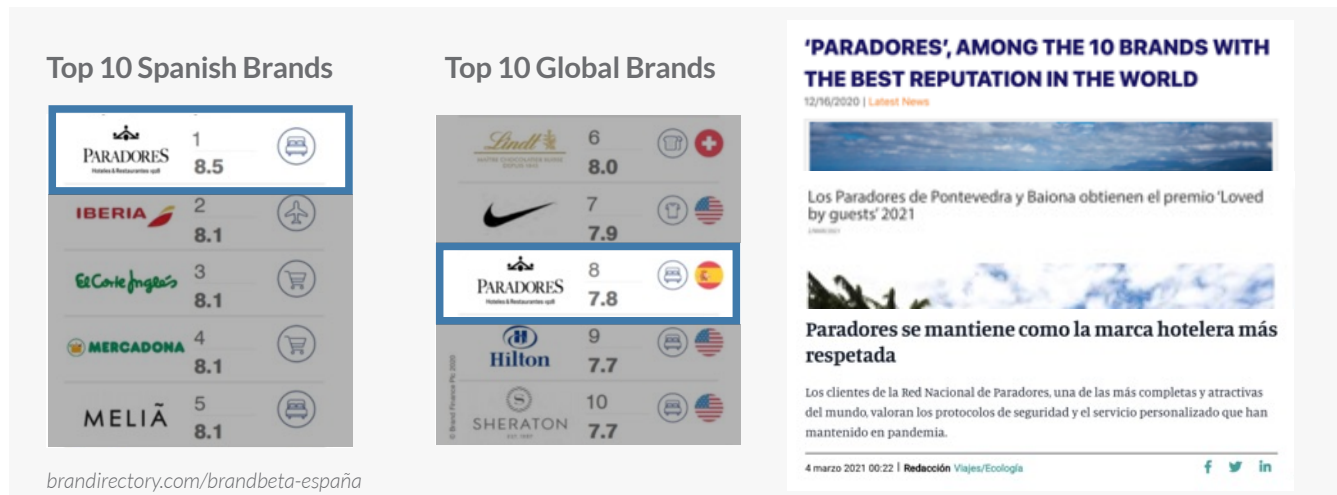 Top 10 Spanish Brands
PARADORES
Hoteles & Restaurantes 1928
1
8.5
IBERIA
2
8.1
El Corte Inglés
3
8.1
MERCADONA
4
8.1
MELIÃ
5
8.1
brandirectory.com/brandbeta-españa
Top 10 Global Brands
Lindt
MAÎTRE CHOCOLATIER SUISSE
DEPUIS 1845
6
8.0
7
7.9
PARADORES
Hoteles & Restaurantes 1928
8
7.8
Hilton
9
7.7
S
SHERATON
10
7.7
© Brand Finance Plc 2020
'PARADORES', AMONG THE 10 BRANDS WITH
THE BEST REPUTATION IN THE WORLD
12/16/2020 | Latest News
Los Paradores de Pontevedra y Baiona obtienen el premio 'Loved
by guests' 2021
Paradores se mantiene como la marca hotelera más
respetada
Los clientes de la Red Nacional de Paradores, una de las más completas y atractivas
del mundo, valoran los protocolos de seguridad y el servicio personalizado que han
mantenido en pandemia.
4 marzo 2021 00:22 | Redacción Viajes/Ecología